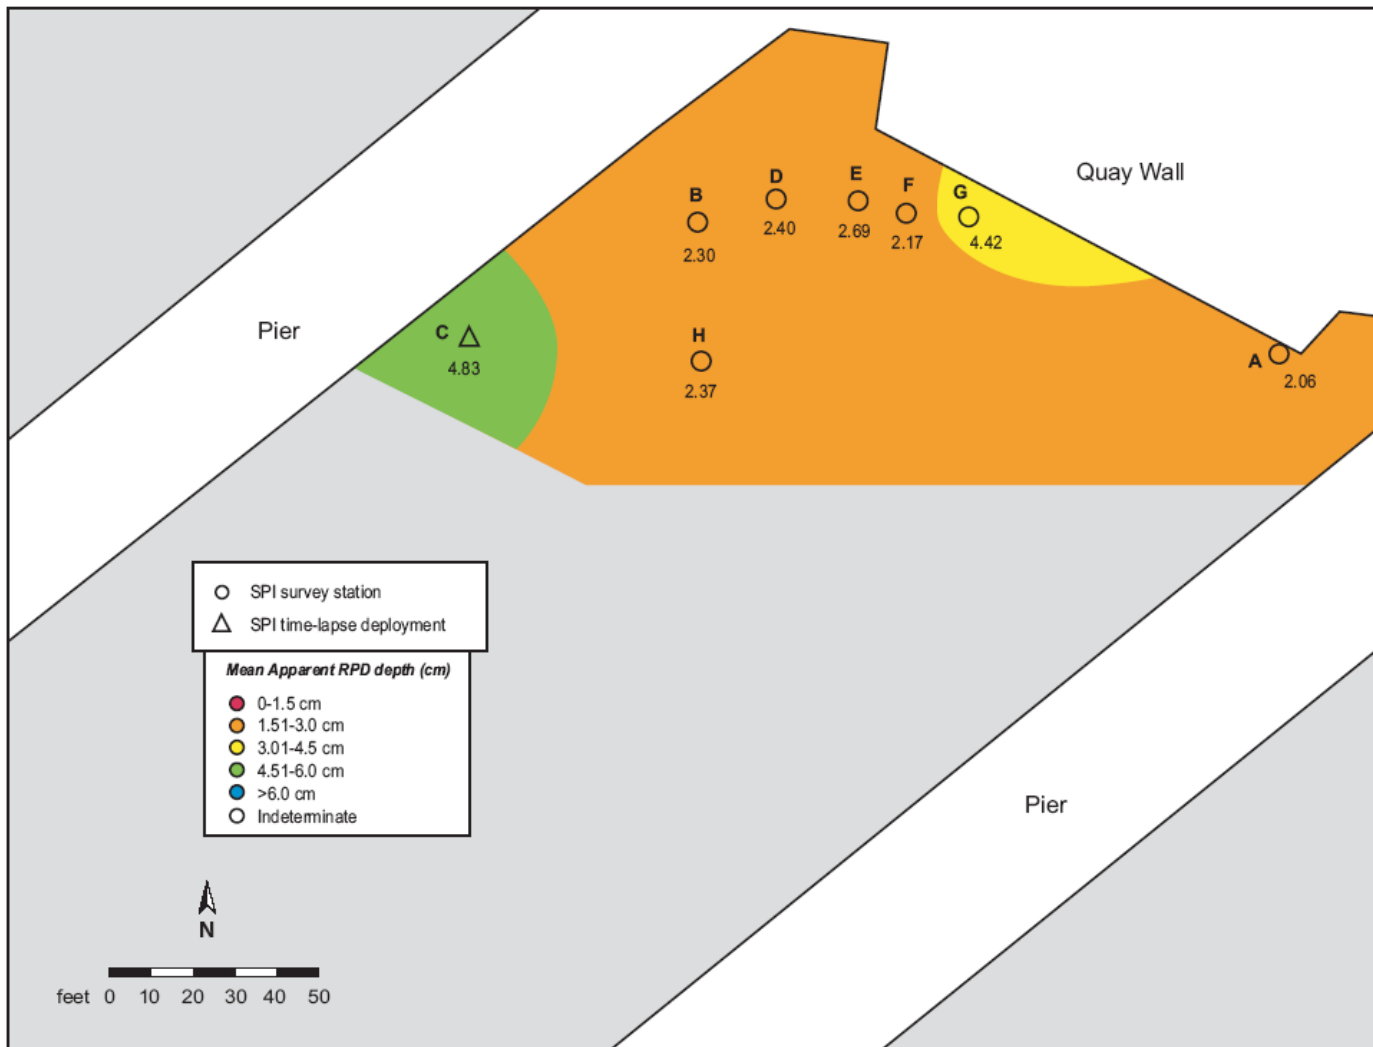 Quay Wall
D
E
F
G
B
2.40
2.69
2.17
4.42
2.30
Pier
C
4.83
H
2.37
A
2.06
SPI survey station
SPI time-lapse deployment
Mean Apparent RPD depth (cm)
0-1.5 cm
1.51-3.0 cm
3.01-4.5 cm
4.51-6.0 cm
>6.0 cm
Indeterminate
Pier
N
feet 0 10 20 30 40 50